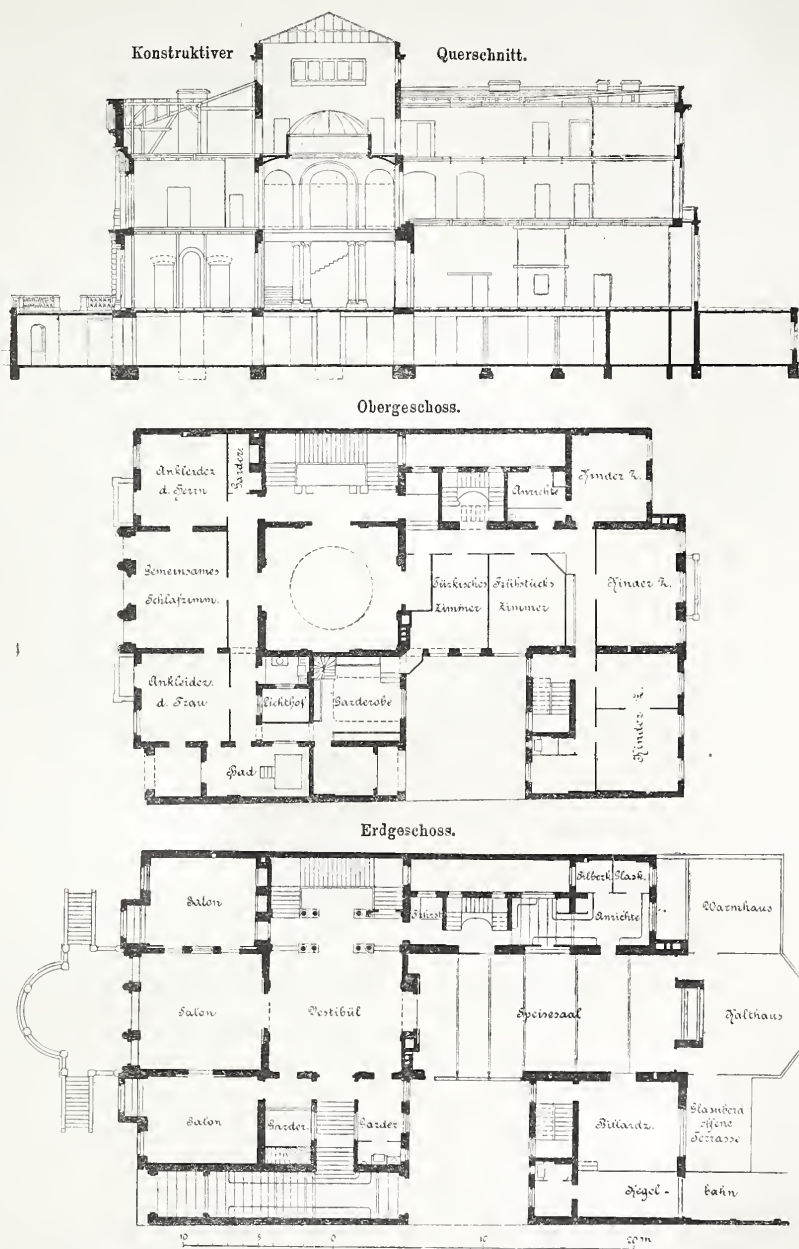 Konstruktiver Querschnitt.
Obergeschoss.
Ankleidez.
d. Herrn
Garder.
Anrichte
Kinder Z.
Gemeinsames
Schlafzimm.
Türkisches
Zimmer
Frühstücks
Zimmer
Kinder Z.
Ankleidez.
d. Frau
Lichthof
Garderobe
Kinder Z.
Bad
Erdgeschoss.
Salon
Silberk.
Glask.
Anrichte
Warmhaus
Salon
Vestibül
Speisesaal
Kalthaus
Salon
Garder.
Garder
Billardz.
Glasüberd.
offene
Terrasse
Kegel-
bahn
10 5 0 10 20 m